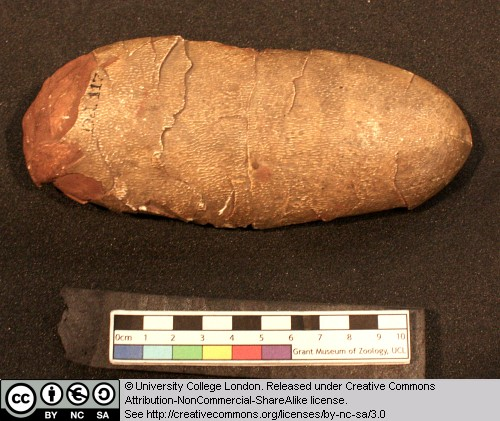 0cm 1 2 3 4 5 6 7 8 9 10
Grant Museum of Zoology, UCL
© University College London. Released under Creative Commons
Attribution-NonCommercial-ShareAlike license.
See http://creativecommons.org/licenses/by-nc-sa/3.0
cc
BY NC SA